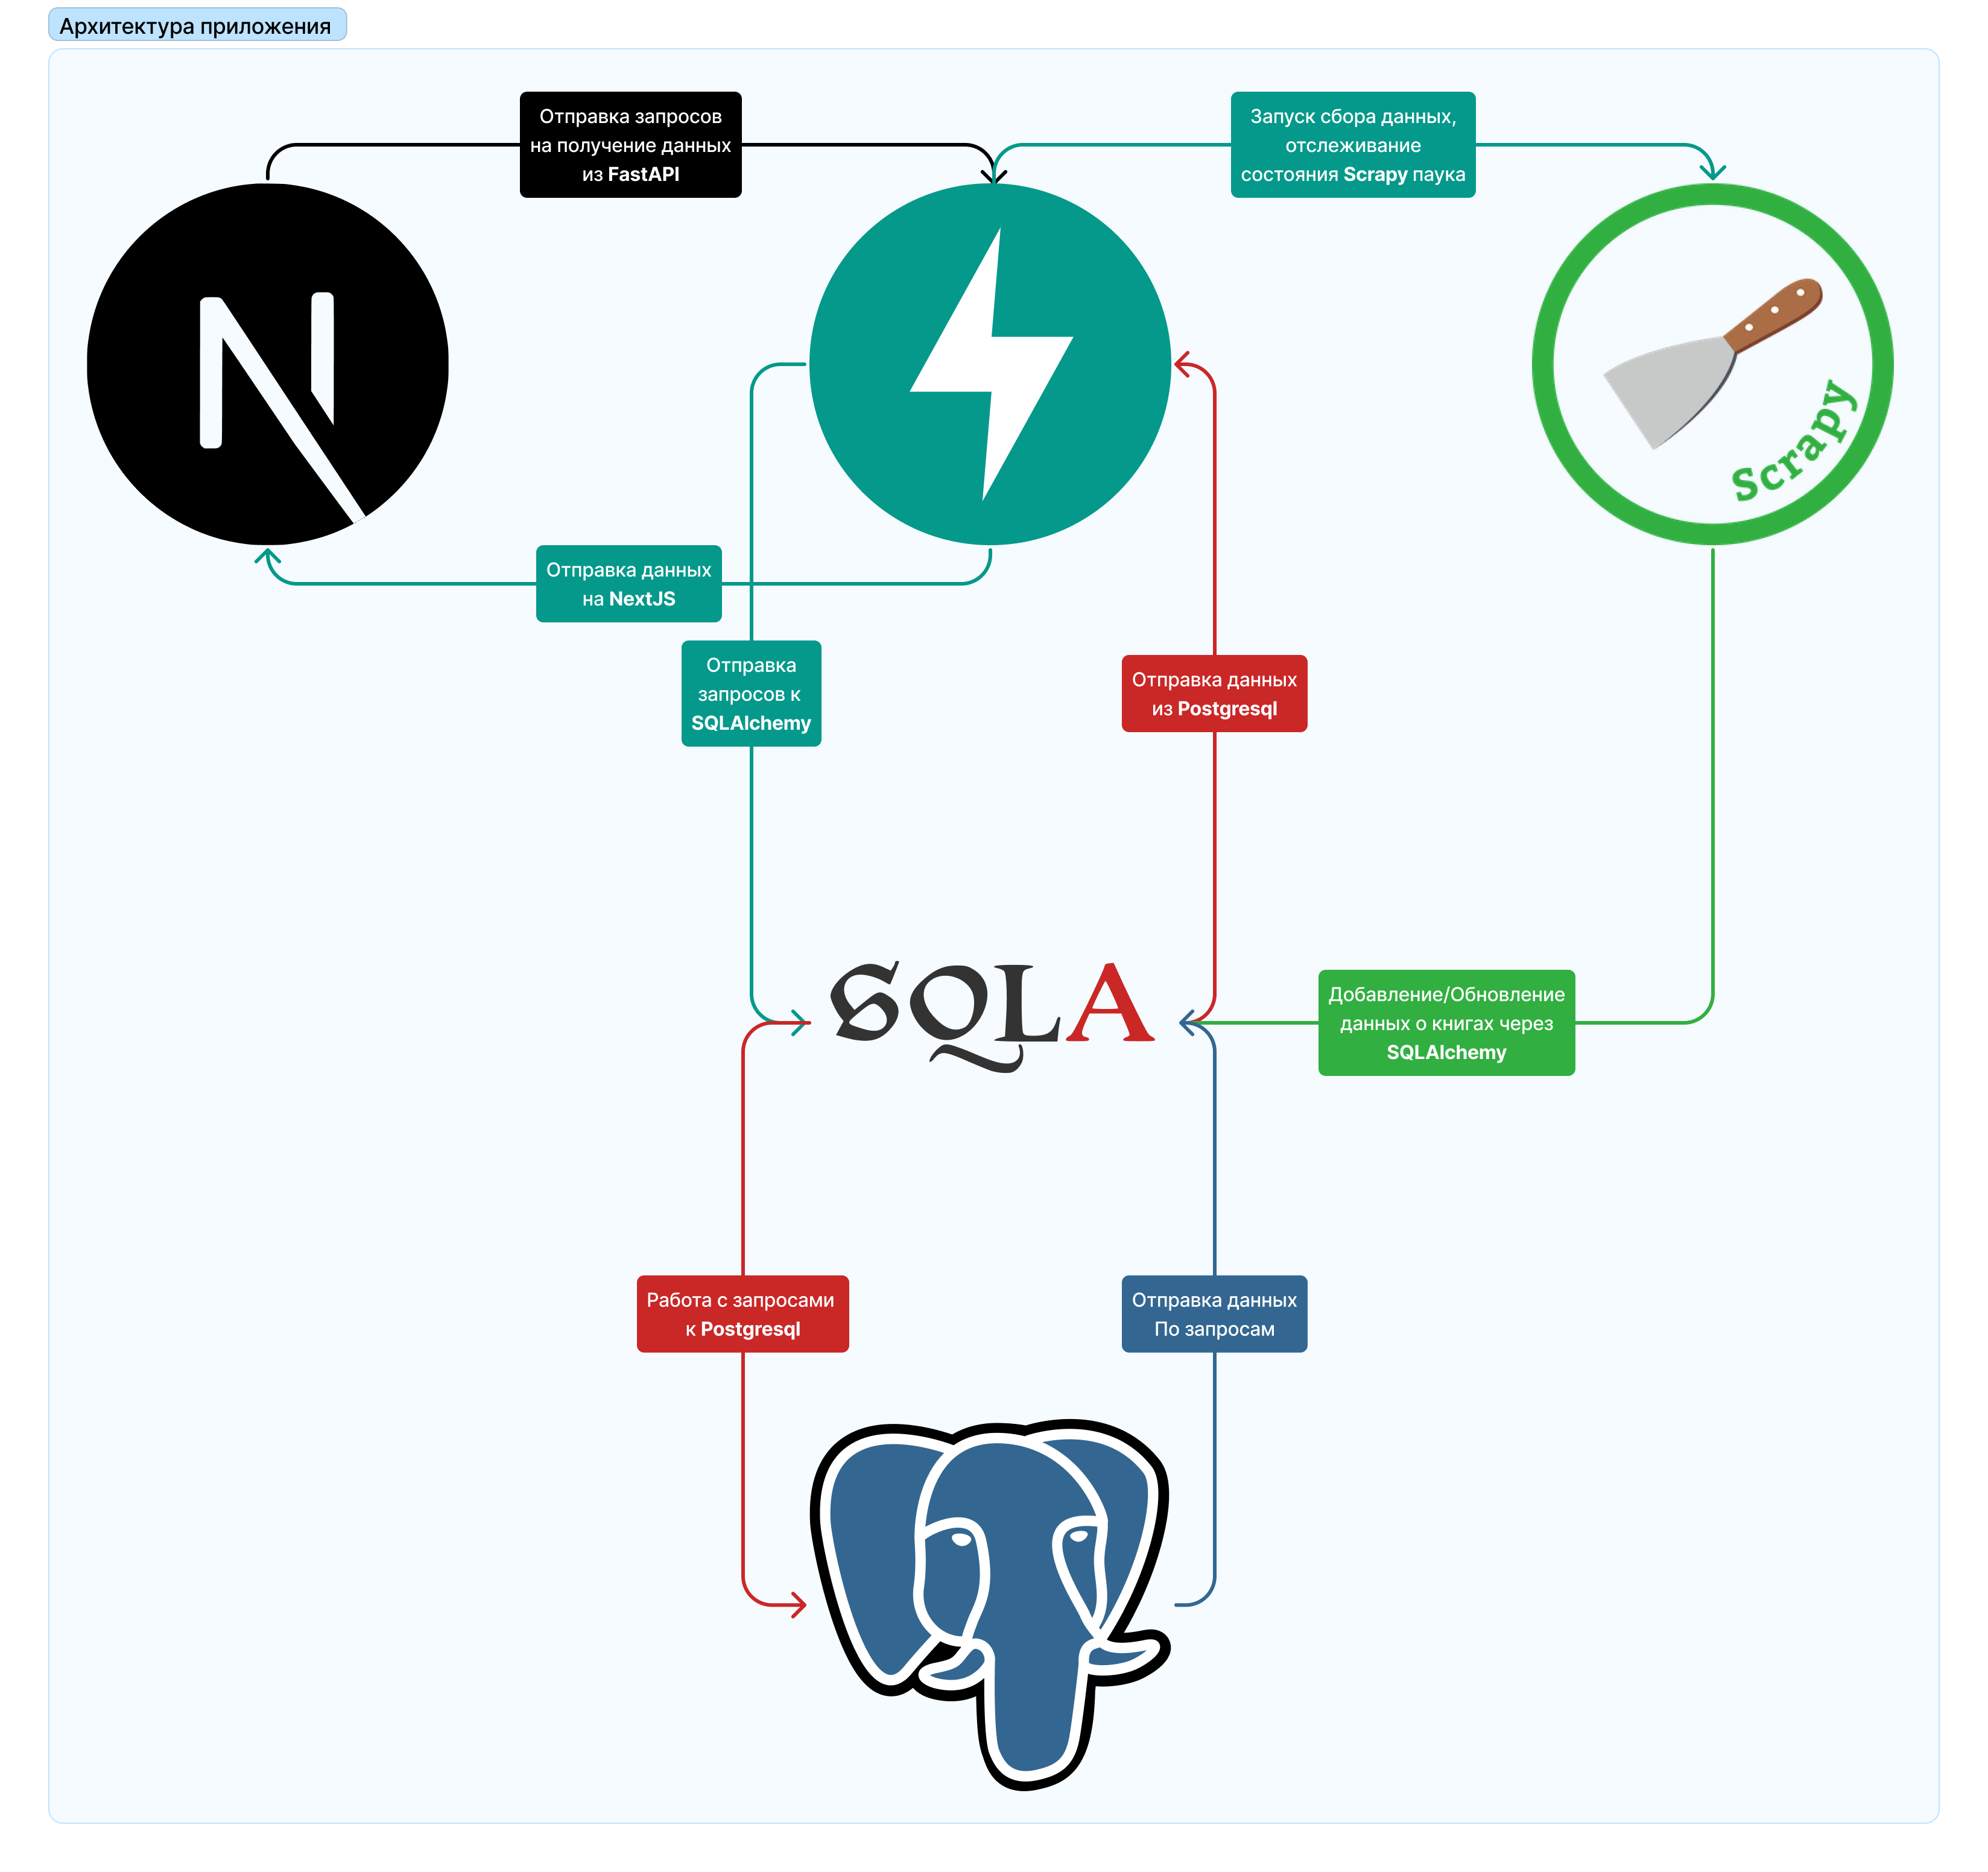 Архитектура приложения
Отправка запросов
на получение данных
из FastAPI
Запуск сбора данных,
отслеживание
состояния Scrapy паука
Scrapy
Отправка данных
на NextJS
Отправка
запросов к
SQLAlchemy
Отправка данных
из Postgresql
SQLA
Добавление/Обновление
данных о книгах через
SQLAlchemy
Работа с запросами
к Postgresql
Отправка данных
По запросам